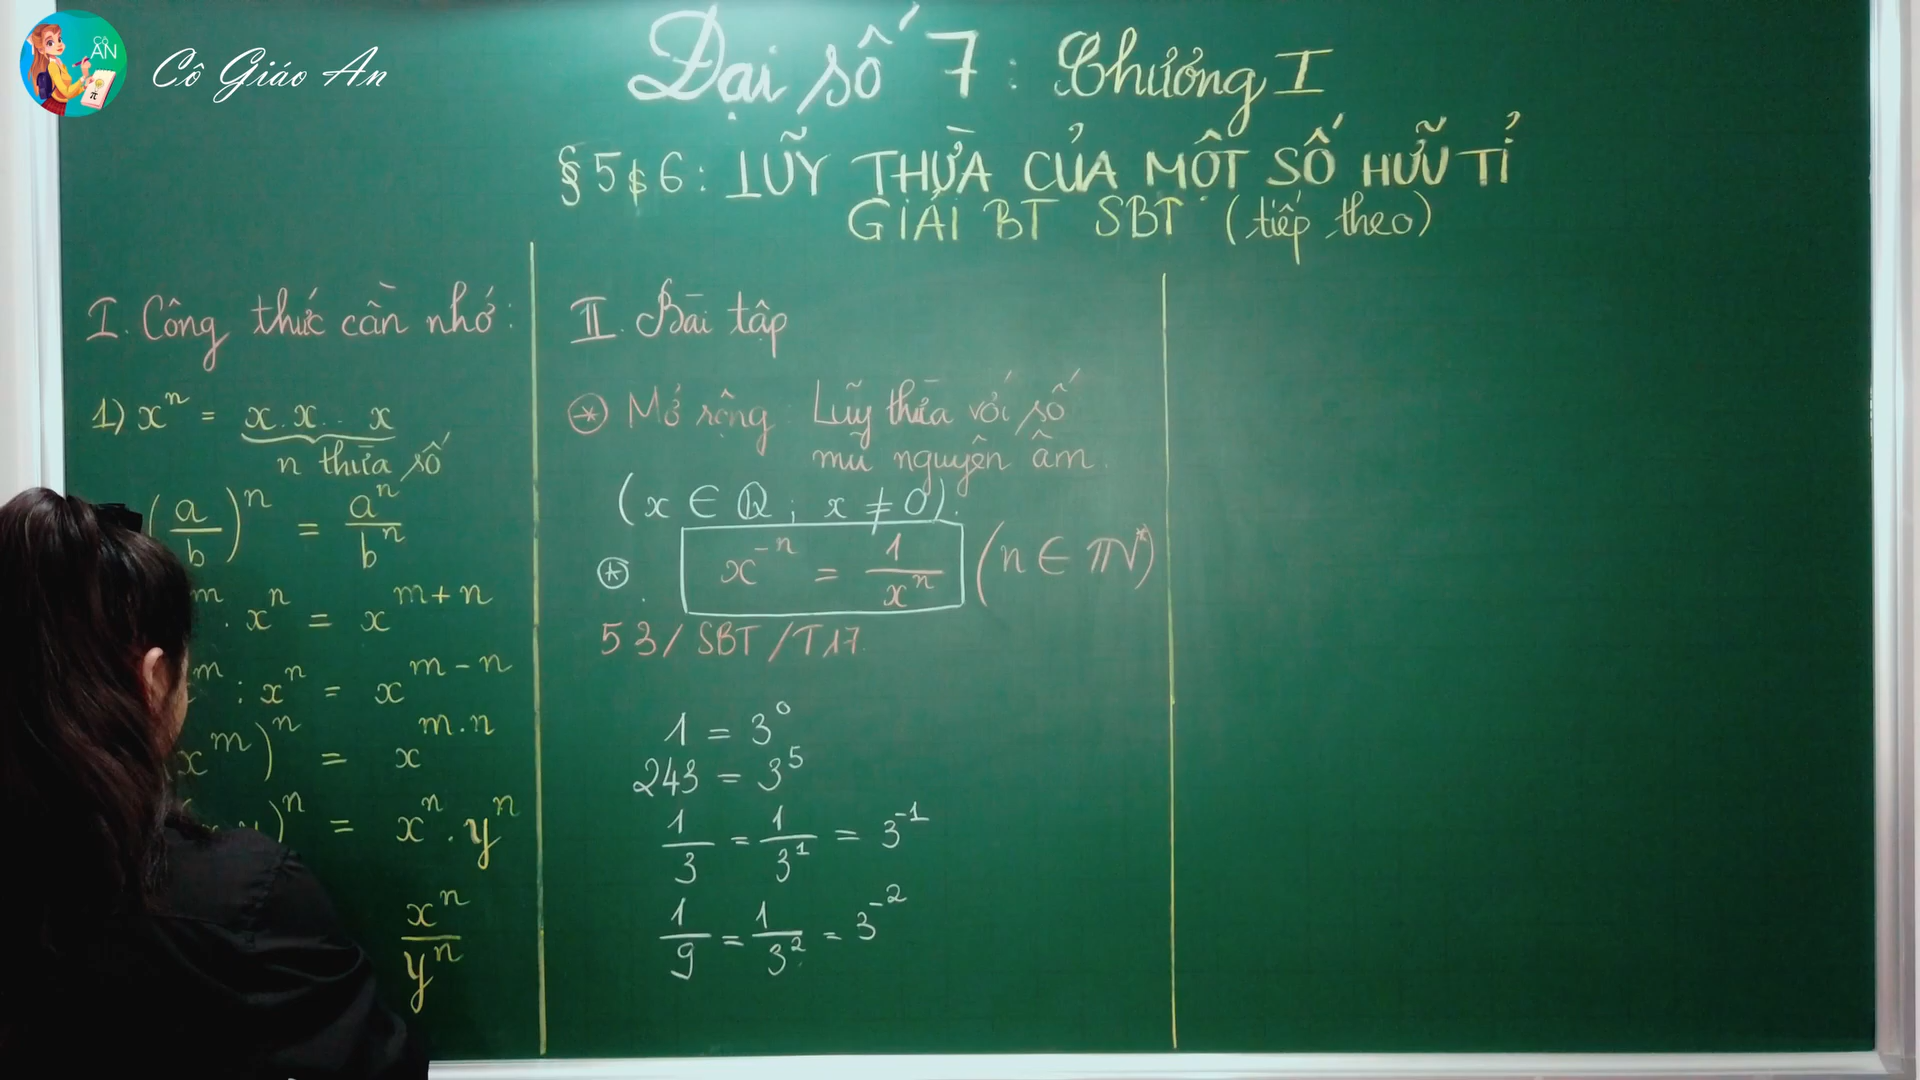 CÔ
AN
Cô Giáo An
Đại số 7 : Chương I
§ 5 & 6 : LŨY THỪA CỦA MỘT SỐ HỮU TỈ
GIẢI BT SBT (tiếp theo)
I. Công thức cần nhớ :
1) xⁿ = x.x...x
n thừa số
(a/b)ⁿ = aⁿ/bⁿ
ᵐ . xⁿ = xᵐ⁺ⁿ
ᵐ : xⁿ = xᵐ⁻ⁿ
xᵐ)ⁿ = xᵐ·ⁿ
)ⁿ = xⁿ . yⁿ
xⁿ/yⁿ
II. Bài tập
⊛ Mở rộng : Lũy thừa với số
mũ nguyên âm.
(x ∈ Q ; x ≠ 0).
⊛. x⁻ⁿ = 1/xⁿ (n ∈ N*)
53/ SBT /T17.
1 = 3⁰
243 = 3⁵
1/3 = 1/3¹ = 3⁻¹
1/9 = 1/3² = 3⁻²